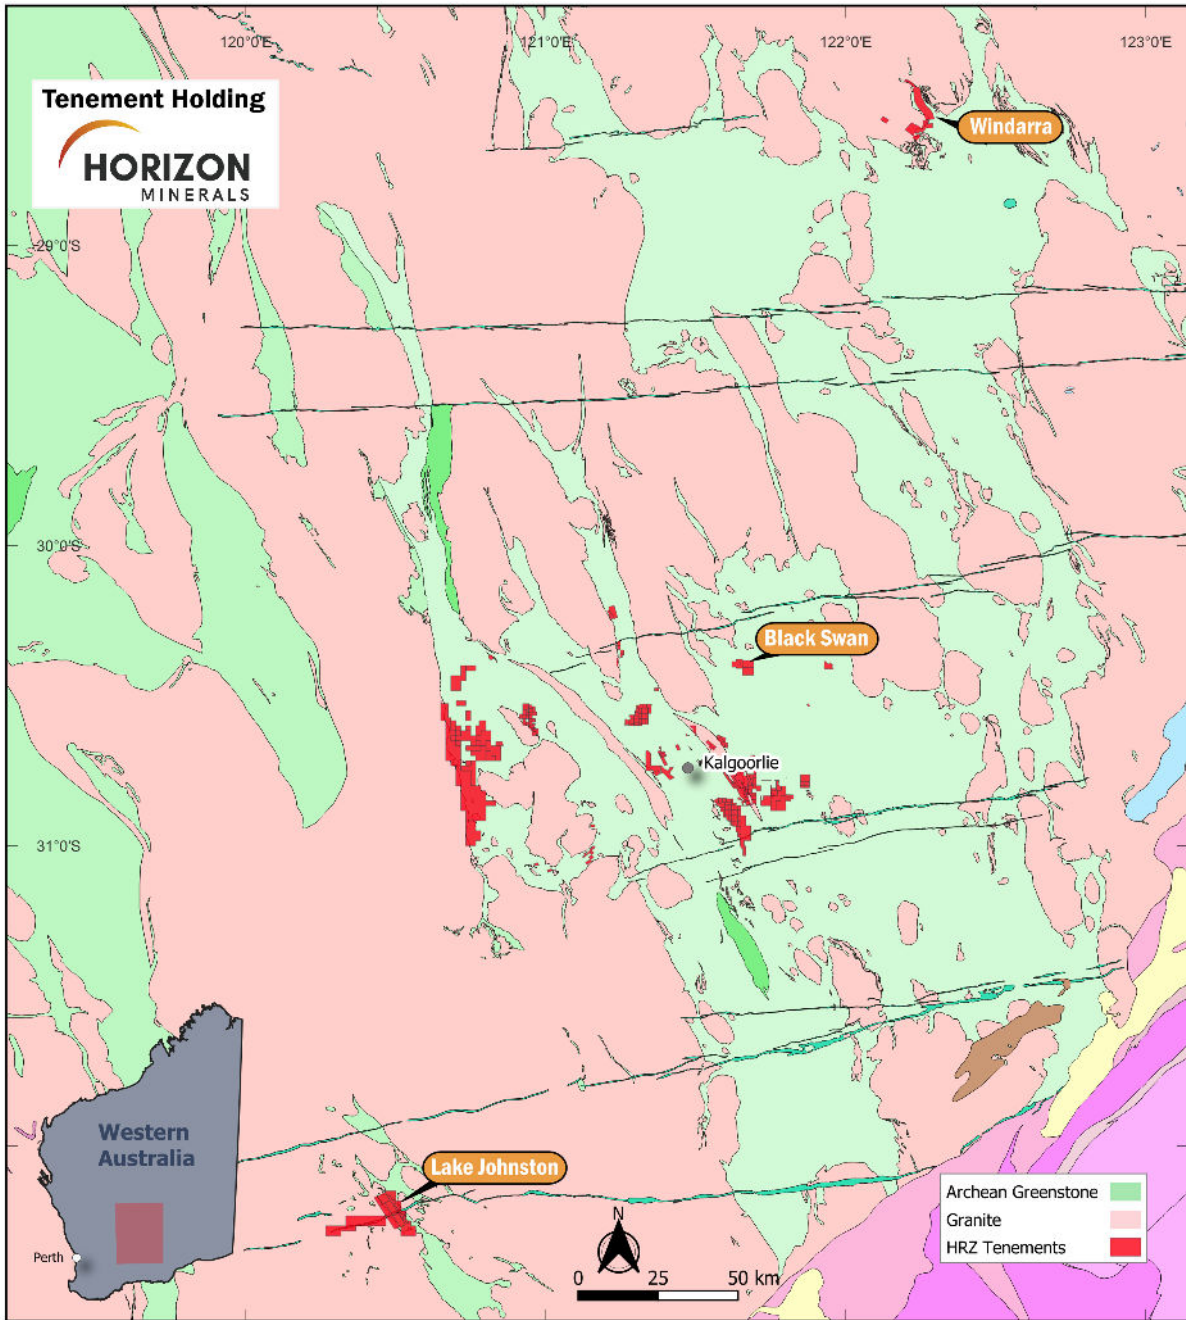 120°0'E
121°0'E
122°0'E
123°0'E
Tenement Holding
HORIZON
MINERALS
Windarra
-29°0'S
-30°0'S
Black Swan
Kalgoorlie
-31°0'S
Western
Australia
Perth
Lake Johnston
N
0 25 50 km
Archean Greenstone
Granite
HRZ Tenements